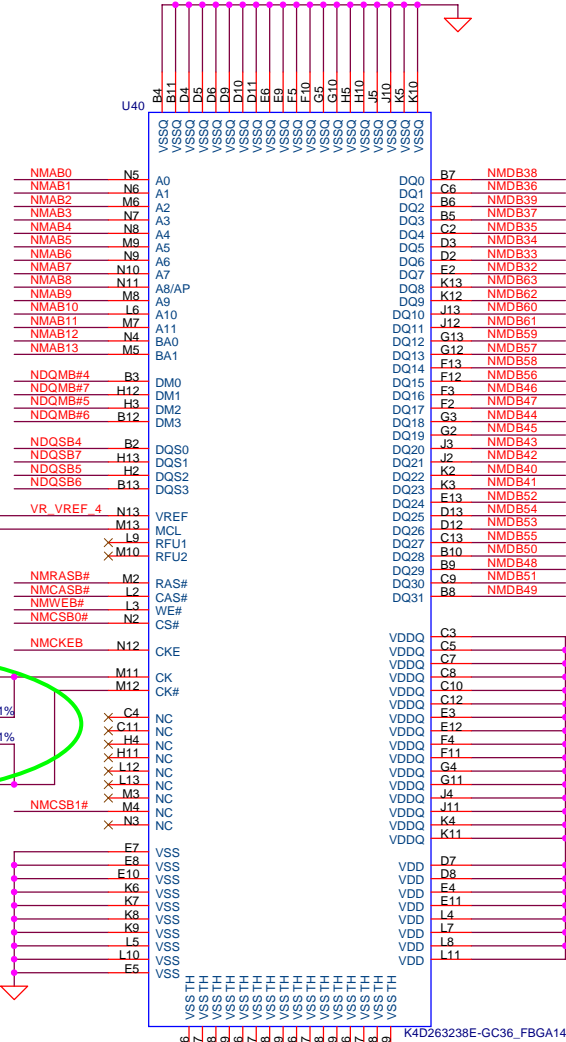 B4 B11 D4 D5 D6 D9 D10 D11 E6 E9 F5 F10 G5 G10 H5 H10 J5 J10 K5 K10
U40
VSSQ VSSQ VSSQ VSSQ VSSQ VSSQ VSSQ VSSQ VSSQ VSSQ VSSQ VSSQ VSSQ VSSQ VSSQ VSSQ VSSQ VSSQ VSSQ VSSQ
NMAB0 N5 A0 DQ0 B7 NMDB38
NMAB1 N6 A1 DQ1 C6 NMDB36
NMAB2 M6 A2 DQ2 B6 NMDB39
NMAB3 N7 A3 DQ3 B5 NMDB37
NMAB4 N8 A4 DQ4 C2 NMDB35
NMAB5 M9 A5 DQ5 D3 NMDB34
NMAB6 N9 A6 DQ6 D2 NMDB33
NMAB7 N10 A7 DQ7 E2 NMDB32
NMAB8 N11 A8/AP DQ8 K13 NMDB63
NMAB9 M8 A9 DQ9 K12 NMDB62
NMAB10 L6 A10 DQ10 J13 NMDB60
NMAB11 M7 A11 DQ11 J12 NMDB61
NMAB12 N4 BA0 DQ12 G13 NMDB59
NMAB13 M5 BA1 DQ13 G12 NMDB57
DQ14 F13 NMDB58
NDQMB#4 B3 DM0 DQ15 F12 NMDB56
NDQMB#7 H12 DM1 DQ16 F3 NMDB46
NDQMB#5 H3 DM2 DQ17 F2 NMDB47
NDQMB#6 B12 DM3 DQ18 G3 NMDB44
DQ19 G2 NMDB45
NDQSB4 B2 DQS0 DQ20 J3 NMDB43
NDQSB7 H13 DQS1 DQ21 J2 NMDB42
NDQSB5 H2 DQS2 DQ22 K2 NMDB40
NDQSB6 B13 DQS3 DQ23 K3 NMDB41
DQ24 E13 NMDB52
VR_VREF_4 N13 VREF DQ25 D13 NMDB54
M13 MCL DQ26 D12 NMDB53
L9 RFU1 DQ27 C13 NMDB55
M10 RFU2 DQ28 B10 NMDB50
DQ29 B9 NMDB48
NMRASB# M2 RAS# DQ30 C9 NMDB51
NMCASB# L2 CAS# DQ31 B8 NMDB49
NMWEB# L3 WE#
NMCSB0# N2 CS#
VDDQ C3
NMCKEB N12 CKE VDDQ C5
VDDQ C7
M11 CK VDDQ C8
M12 CK# VDDQ C10
VDDQ C12
1% C4 NC VDDQ E3
C11 NC VDDQ E12
1% H4 NC VDDQ F4
H11 NC VDDQ F11
L12 NC VDDQ G4
L13 NC VDDQ G11
M3 NC VDDQ J4
NMCSB1# M4 NC VDDQ J11
N3 NC VDDQ K4
VDDQ K11
E7 VSS
E8 VSS VDD D7
E10 VSS VDD D8
K6 VSS VDD E4
K7 VSS VDD E11
K8 VSS VDD L4
K9 VSS VDD L7
L5 VSS VDD L8
L10 VSS VDD L11
E5 VSS
VSS TH VSS TH VSS TH VSS TH VSS TH VSS TH VSS TH VSS TH VSS TH VSS TH VSS TH VSS TH VSS TH VSS TH VSS TH VSS TH
6 7 8 9 6 7 8 9 6 7 8 9 6 7 8 9
K4D263238E-GC36_FBGA14